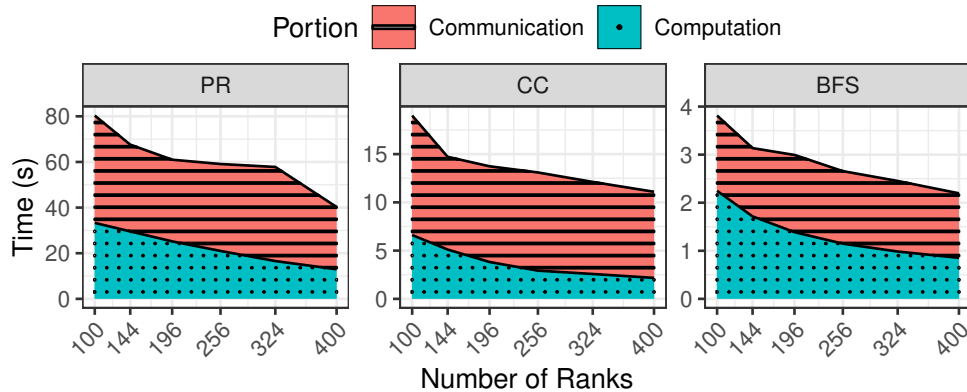 Portion Communication Computation
PR CC BFS
Time (s)
80
60
40
20
0
15
10
5
0
4
3
2
1
0
100 144 196 256 324 400
100 144 196 256 324 400
100 144 196 256 324 400
Number of Ranks